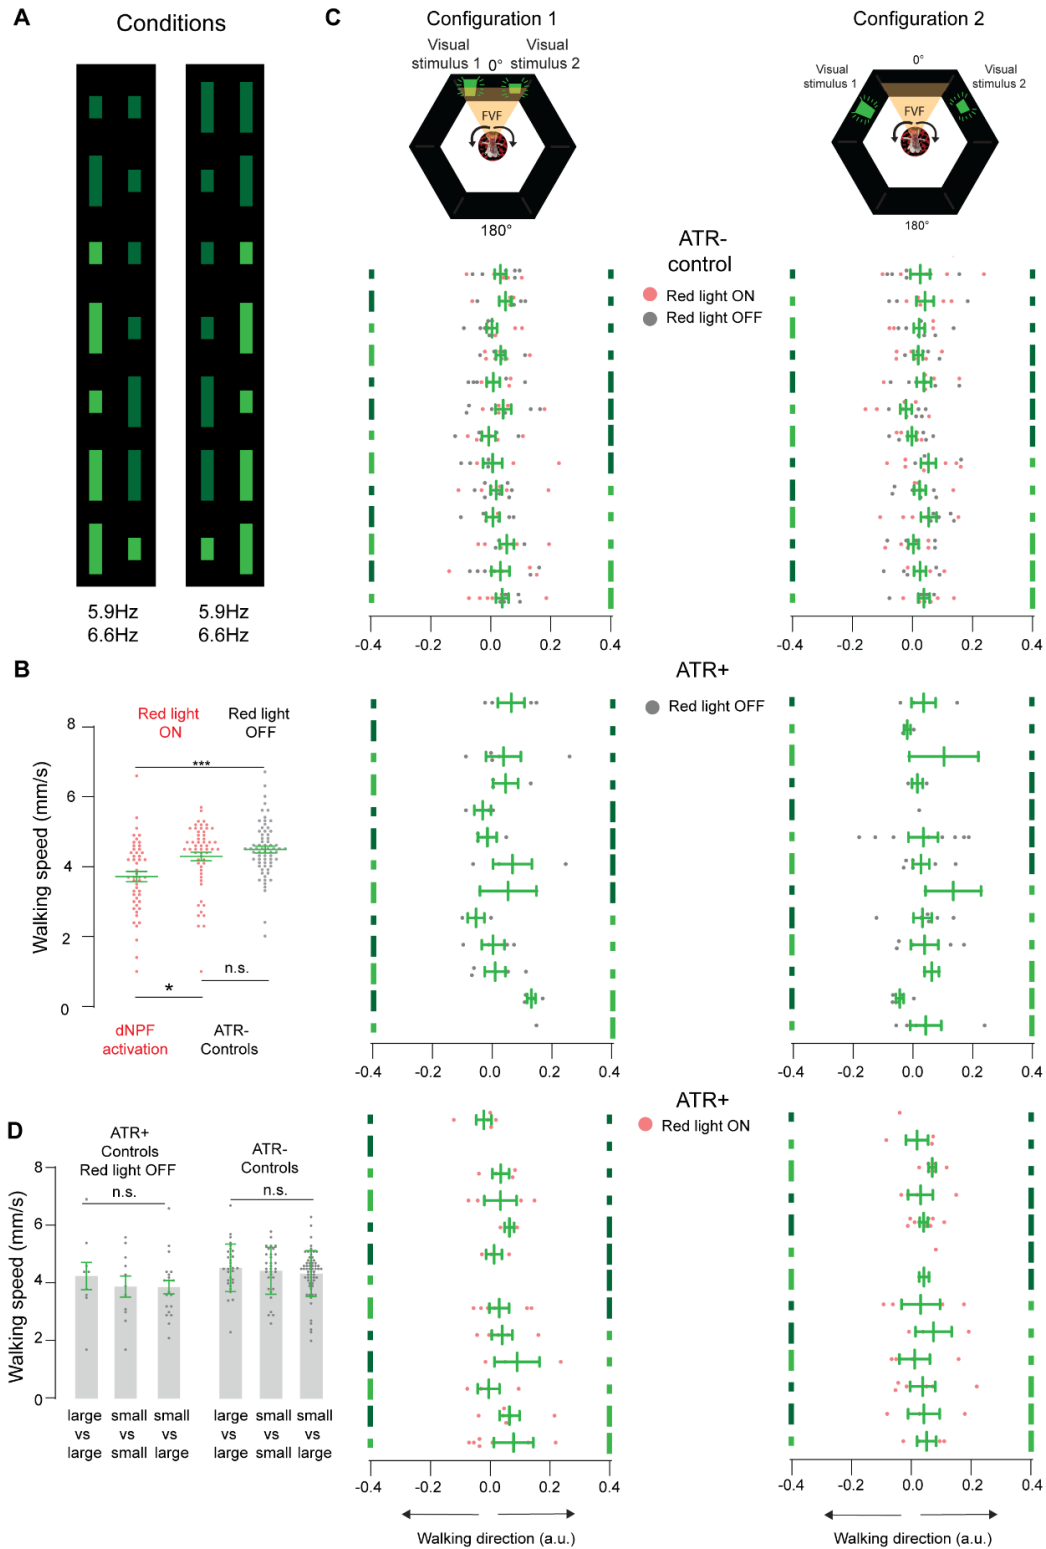 A
Conditions
5.9Hz
6.6Hz
5.9Hz
6.6Hz
B
Red light
ON
Red light
OFF
***
Walking speed (mm/s)
8
6
4
2
0
n.s.
*
dNPF
activation
ATR-
Controls
D
ATR+
Controls
Red light OFF
n.s.
ATR-
Controls
n.s.
Walking speed (mm/s)
8
6
4
2
0
large
vs
large
small
vs
small
small
vs
large
large
vs
large
small
vs
small
small
vs
large
C
Configuration 1
Visual
stimulus 1
0°
Visual
stimulus 2
FVF
180°
Configuration 2
Visual
stimulus 1
0°
Visual
stimulus 2
FVF
180°
ATR-
control
Red light ON
Red light OFF
-0.4 -0.2 0.0 0.2 0.4
-0.4 -0.2 0.0 0.2 0.4
ATR+
Red light OFF
-0.4 -0.2 0.0 0.2 0.4
-0.4 -0.2 0.0 0.2 0.4
ATR+
Red light ON
-0.4 -0.2 0.0 0.2 0.4
-0.4 -0.2 0.0 0.2 0.4
Walking direction (a.u.)
Walking direction (a.u.)